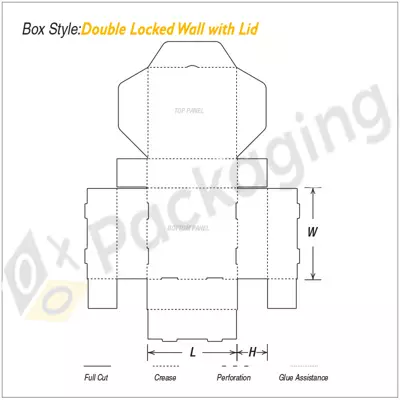 Box Style:Double Locked Wall with Lid
TOP PANEL
Packaging
BOTTOM PANEL
W
L
H
Full Cut
Crease
Perforation
Glue Assistance